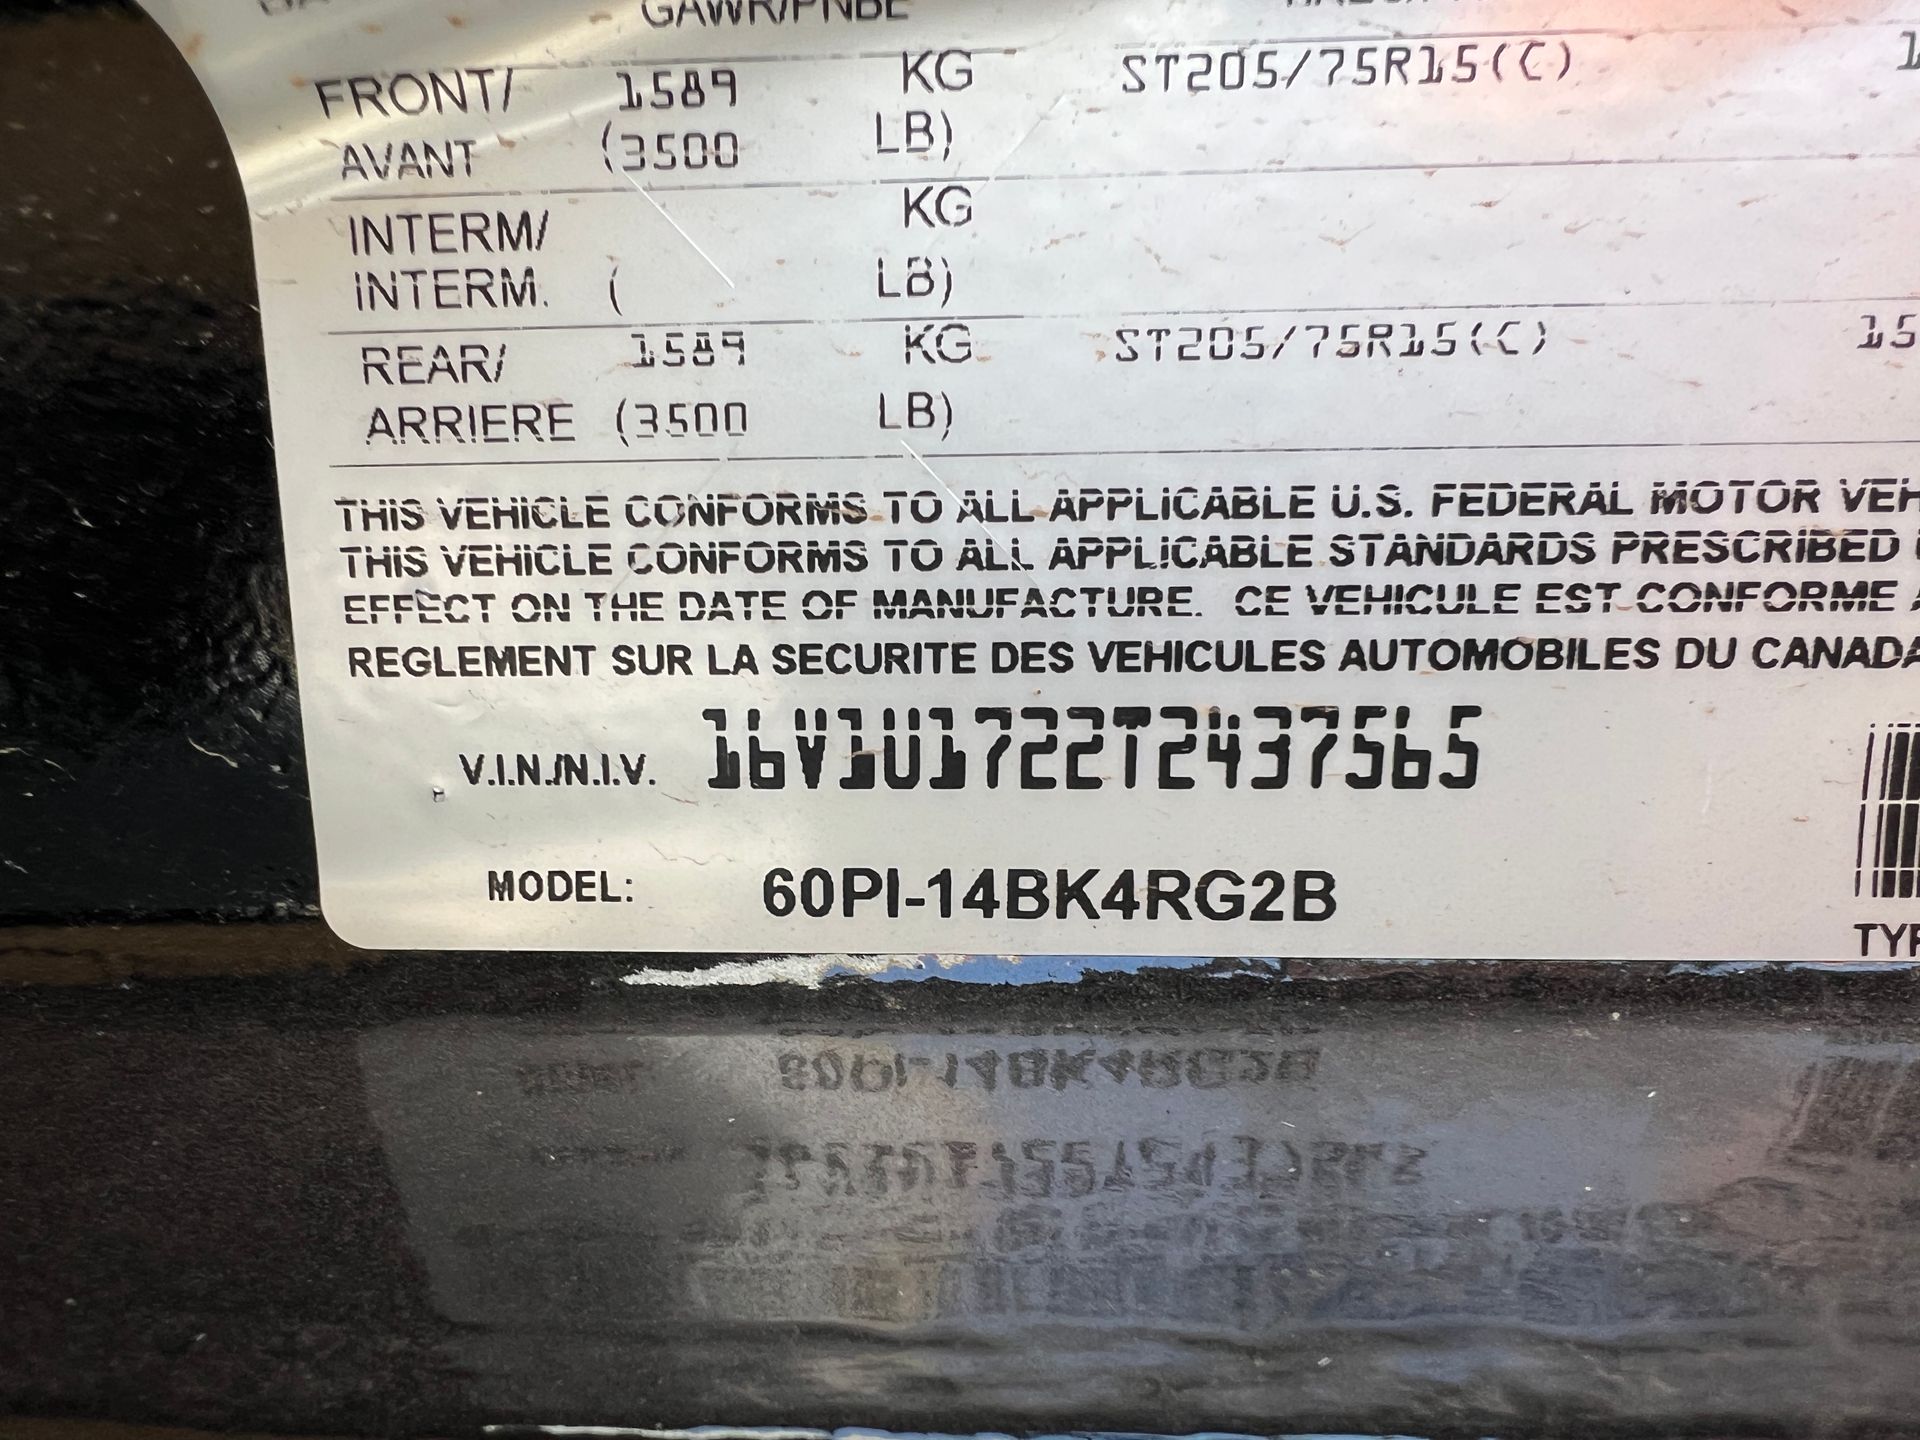 GAWR/PNBE
FRONT/ 1589 KG ST205/75R15(C)
AVANT (3500 LB)
INTERM/ KG
INTERM. ( LB)
REAR/ 1589 KG ST205/75R15(C) 15
ARRIERE (3500 LB)
THIS VEHICLE CONFORMS TO ALL APPLICABLE U.S. FEDERAL MOTOR VEH
THIS VEHICLE CONFORMS TO ALL APPLICABLE STANDARDS PRESCRIBED
EFFECT ON THE DATE OF MANUFACTURE. CE VEHICULE EST CONFORME
REGLEMENT SUR LA SECURITE DES VEHICULES AUTOMOBILES DU CANADA
V.I.N./N.I.V. 16V1U1722T2437565
MODEL: 60PI-14BK4RG2B
TYP